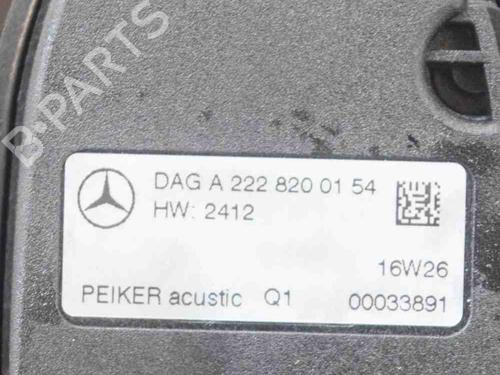 B-PARTS
DAG A 222 820 01 54
HW: 2412
16W26
PEIKER acustic Q1 00033891